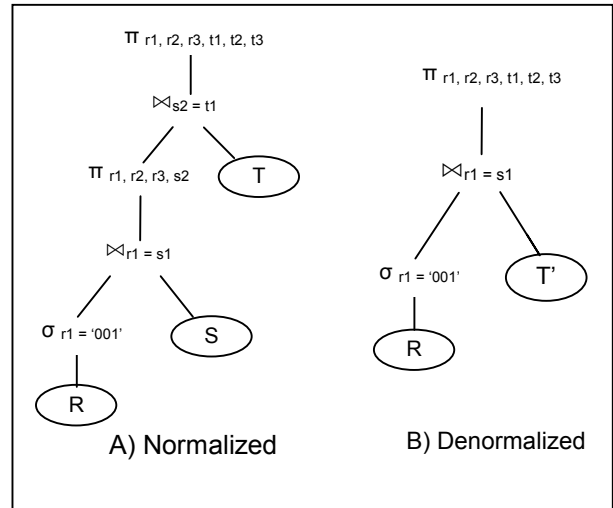 π r1, r2, r3, t1, t2, t3
⋈ s2 = t1
π r1, r2, r3, s2
T
⋈ r1 = s1
σ r1 = ‘001’
S
R
A) Normalized
π r1, r2, r3, t1, t2, t3
⋈ r1 = s1
σ r1 = ‘001’
T’
R
B) Denormalized